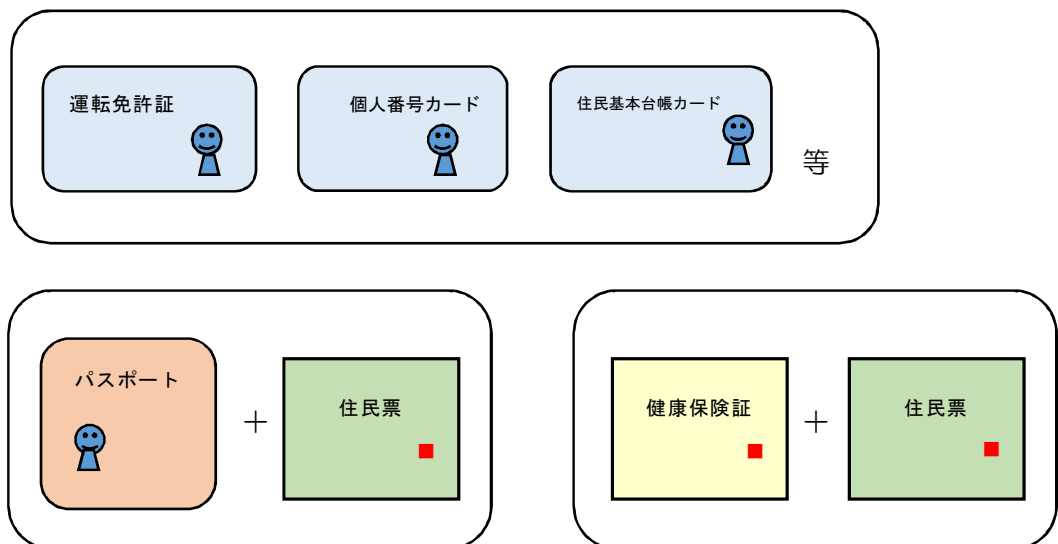 運転免許証
個人番号カード
住民基本台帳カード
等
パスポート
＋
住民票
健康保険証
＋
住民票